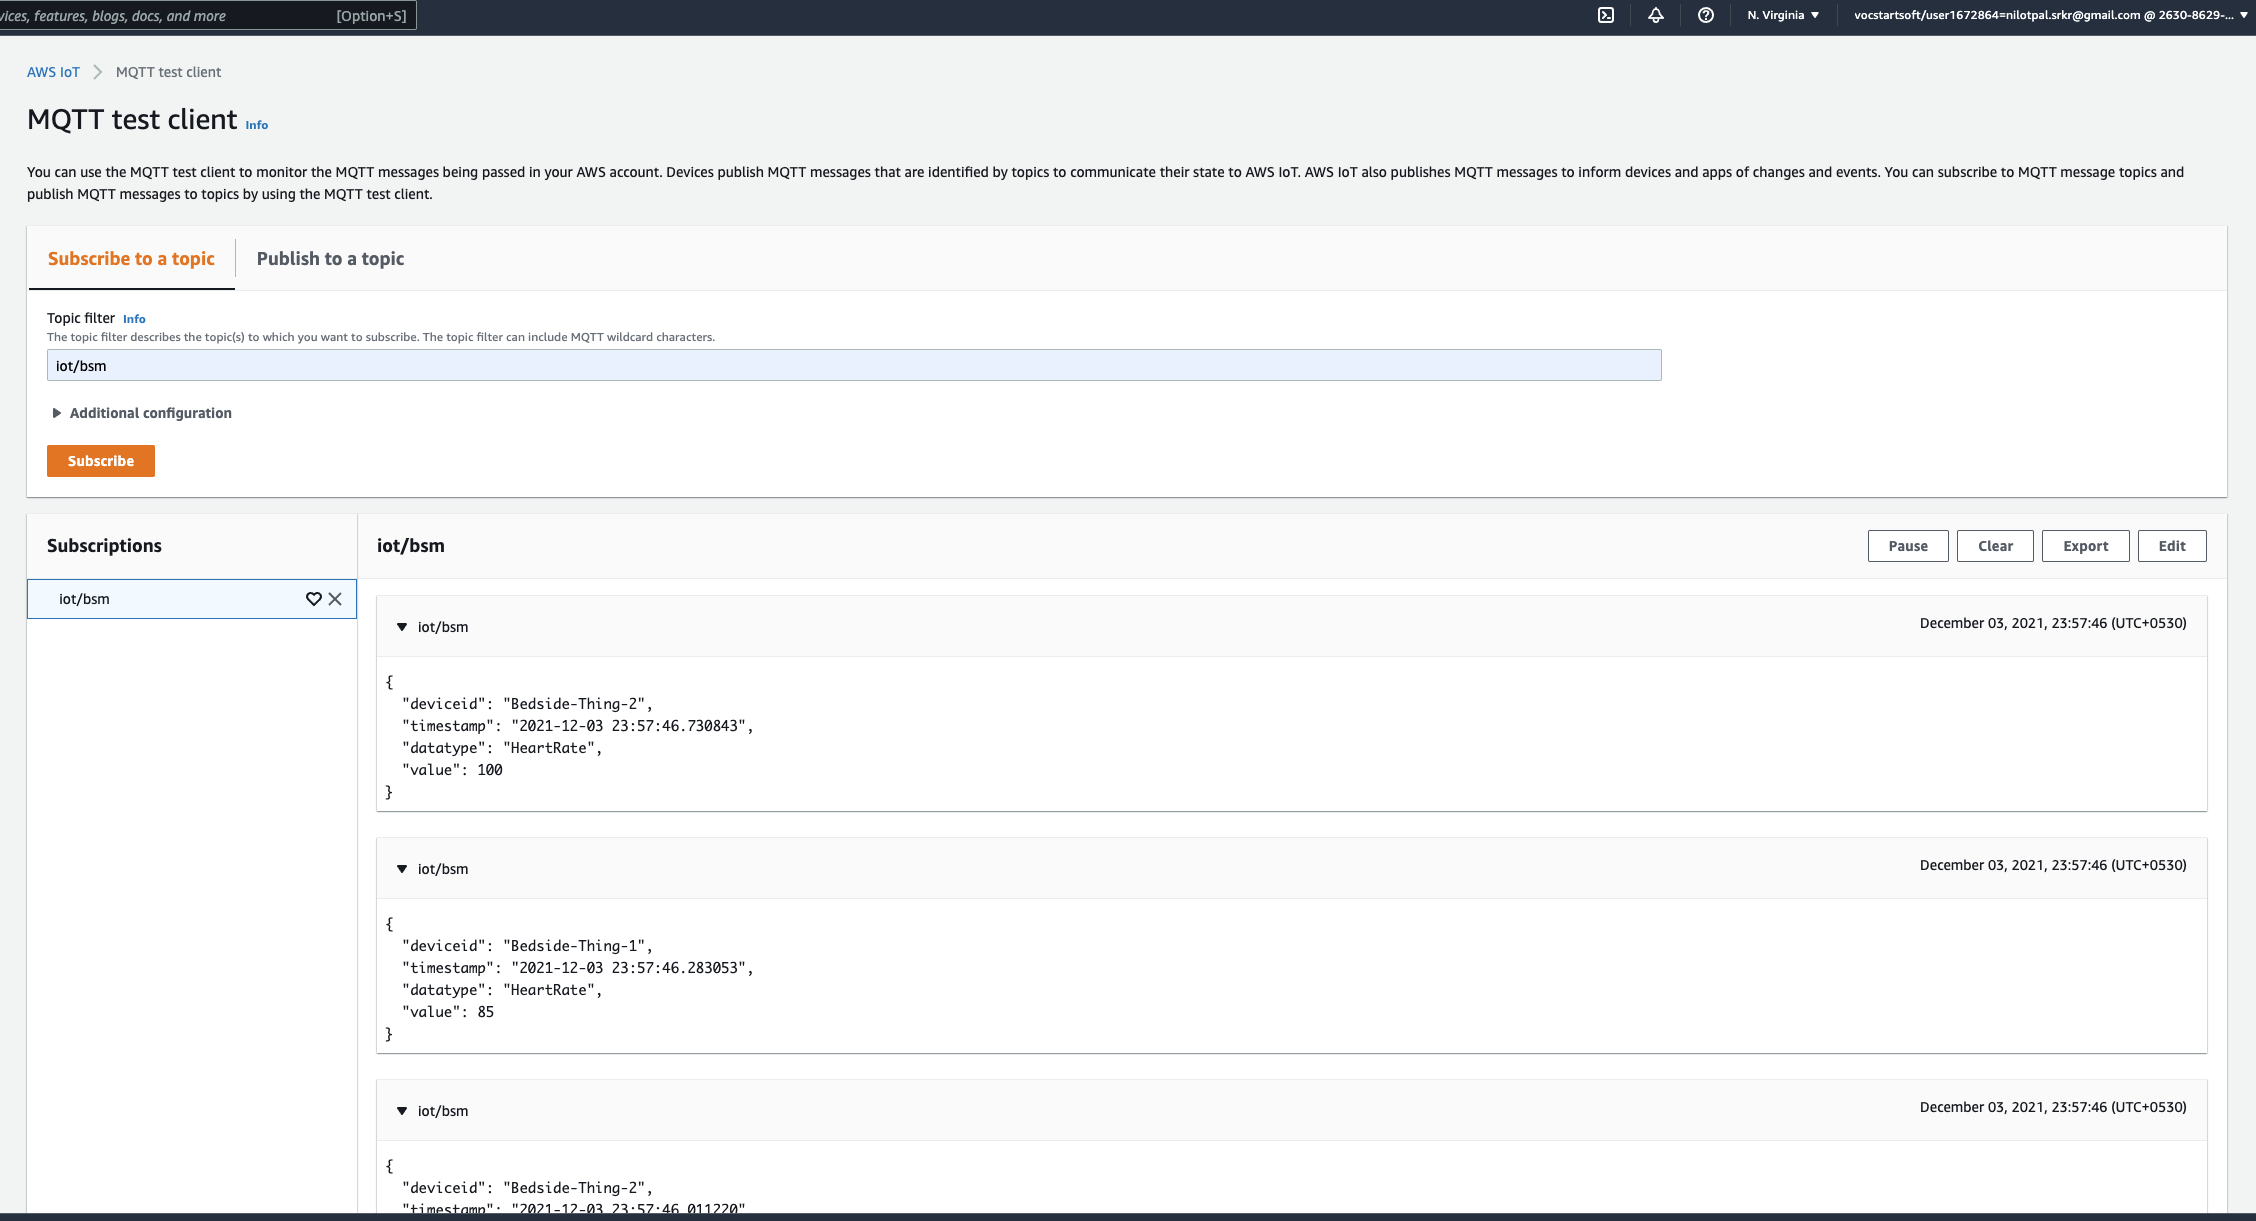 vices, features, blogs, docs, and more [Option+S] N. Virginia vocstartsoft/user1672864=nilotpal.srkr@gmail.com @ 2630-8629-...
AWS IoT MQTT test client
MQTT test client Info
You can use the MQTT test client to monitor the MQTT messages being passed in your AWS account. Devices publish MQTT messages that are identified by topics to communicate their state to AWS IoT. AWS IoT also publishes MQTT messages to inform devices and apps of changes and events. You can subscribe to MQTT message topics and
publish MQTT messages to topics by using the MQTT test client.
Subscribe to a topic Publish to a topic
Topic filter Info
The topic filter describes the topic(s) to which you want to subscribe. The topic filter can include MQTT wildcard characters.
iot/bsm
Additional configuration
Subscribe
Subscriptions iot/bsm Pause Clear Export Edit
iot/bsm
iot/bsm December 03, 2021, 23:57:46 (UTC+0530)
{
"deviceid": "Bedside-Thing-2",
"timestamp": "2021-12-03 23:57:46.730843",
"datatype": "HeartRate",
"value": 100
}
iot/bsm December 03, 2021, 23:57:46 (UTC+0530)
{
"deviceid": "Bedside-Thing-1",
"timestamp": "2021-12-03 23:57:46.283053",
"datatype": "HeartRate",
"value": 85
}
iot/bsm December 03, 2021, 23:57:46 (UTC+0530)
{
"deviceid": "Bedside-Thing-2",
"timestamp": "2021-12-03 23:57:46.011220"